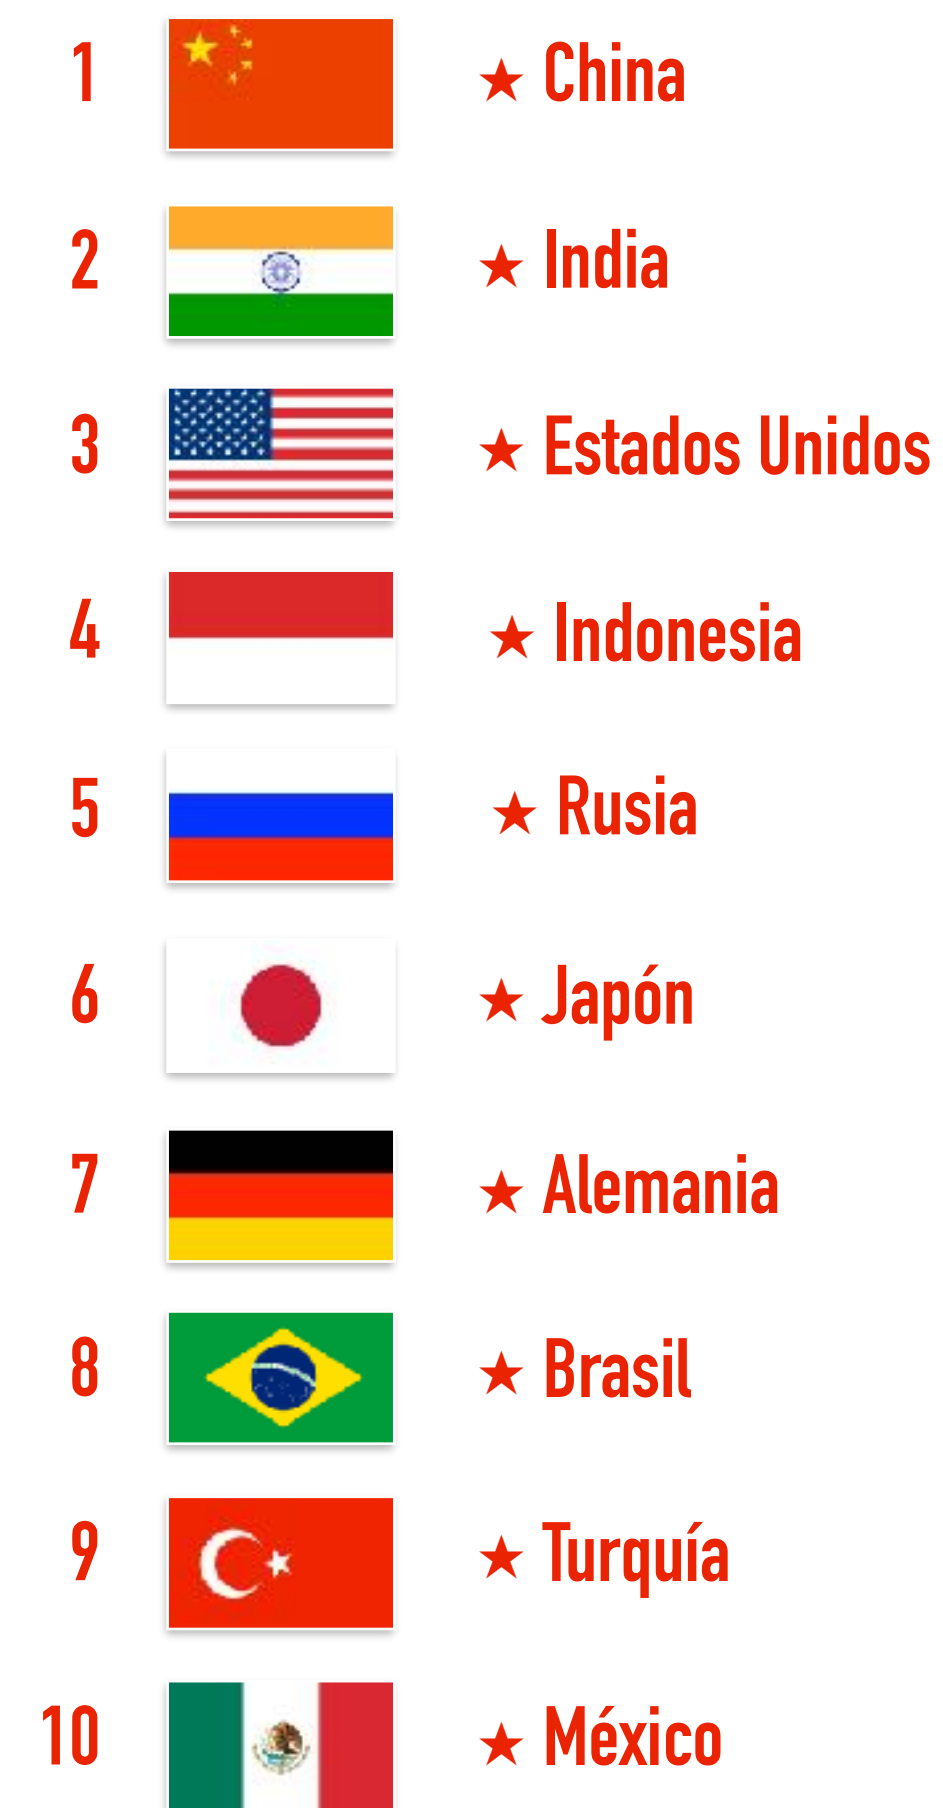 1 ★ China
2 ★ India
3 ★ Estados Unidos
4 ★ Indonesia
5 ★ Rusia
6 ★ Japón
7 ★ Alemania
8 ★ Brasil
9 ★ Turquía
10 ★ México